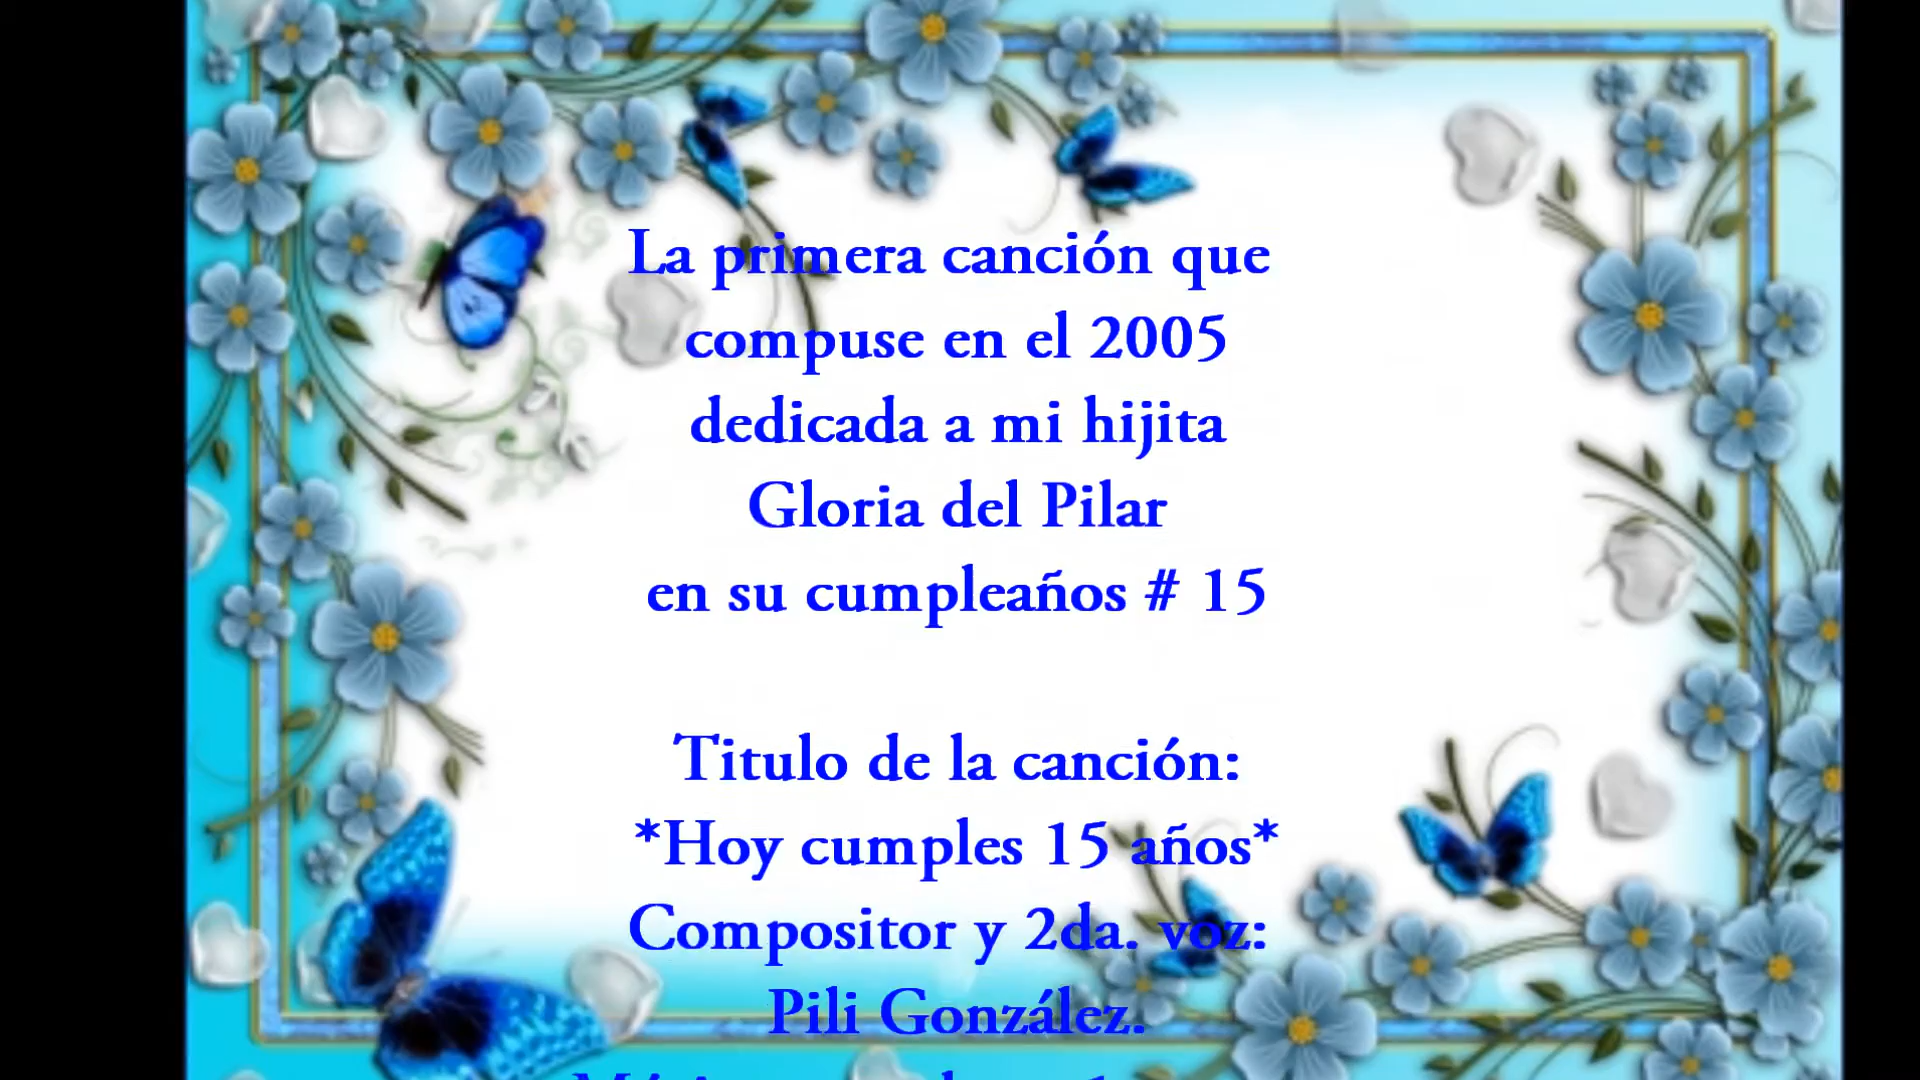 La primera canción que
compuse en el 2005
dedicada a mi hijita
Gloria del Pilar
en su cumpleaños # 15
Titulo de la canción:
*Hoy cumples 15 años*
Compositor y 2da. voz:
Pili González.